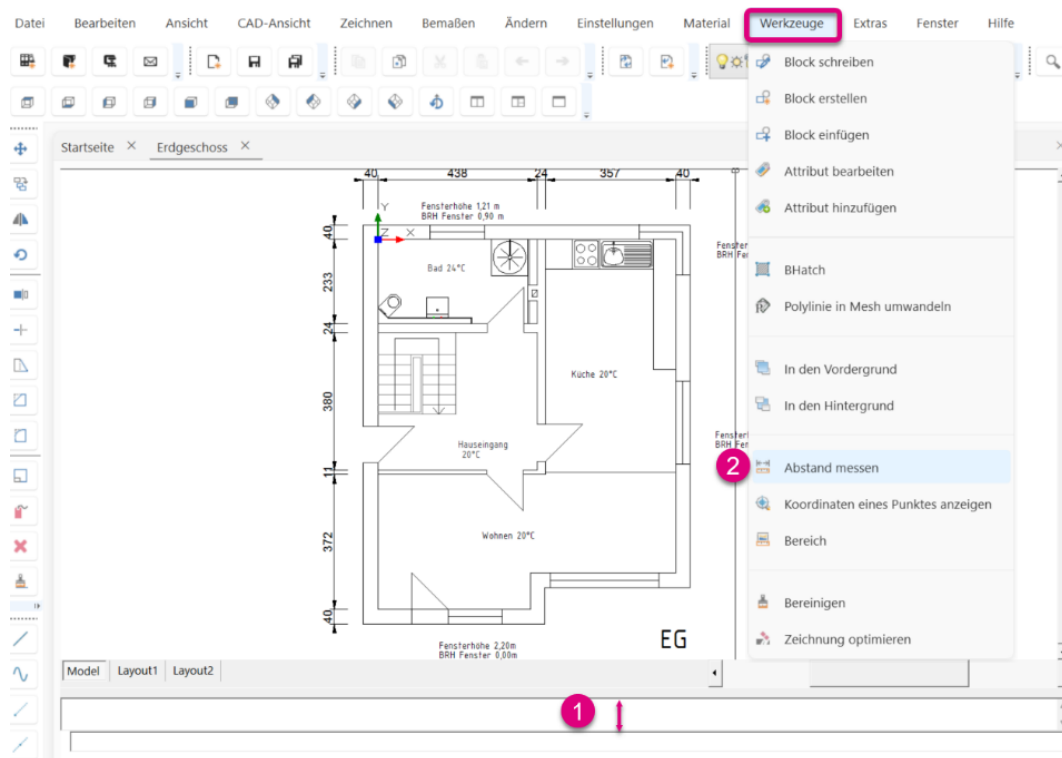 Datei Bearbeiten Ansicht CAD-Ansicht Zeichnen Bemaßen Ändern Einstellungen Material Werkzeuge Extras Fenster Hilfe
Block schreiben
Block erstellen
Block einfügen
Attribut bearbeiten
Attribut hinzufügen
BHatch
Polylinie in Mesh umwandeln
In den Vordergrund
In den Hintergrund
2
Abstand messen
Koordinaten eines Punktes anzeigen
Bereich
Bereinigen
Zeichnung optimieren
Startseite × Erdgeschoss ×
40 438 24 357 40
Fensterhöhe 1,21 m
BRH Fenster 0,90 m
Y
Z X
40
233
24
380
11
372
40
Bad 24°C
Küche 20°C
Hauseingang
20°C
Wohnen 20°C
Fensterhöhe 2,20m
BRH Fenster 0,00m
EG
Model Layout1 Layout2
1